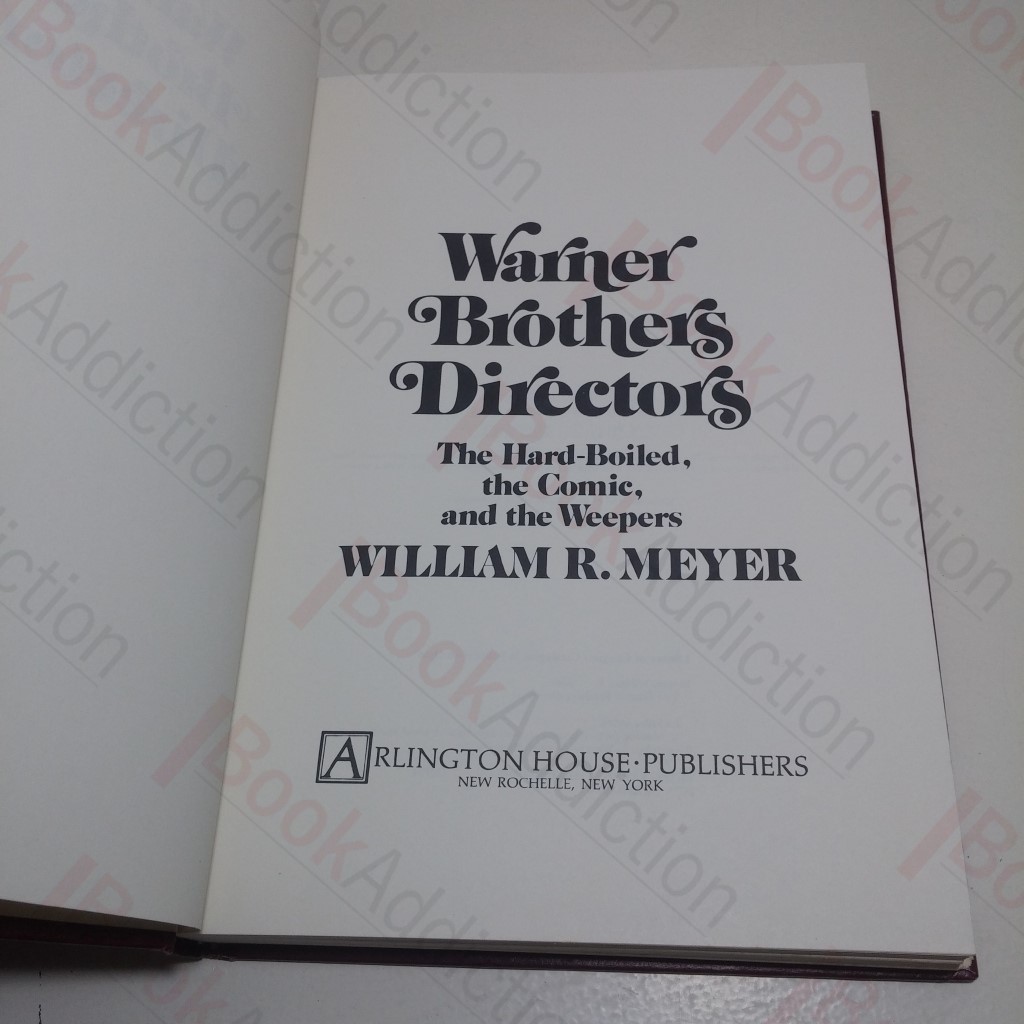 Warner
Brothers
Directors
The Hard-Boiled,
the Comic,
and the Weepers
WILLIAM R. MEYER
ARLINGTON HOUSE·PUBLISHERS
NEW ROCHELLE, NEW YORK
BookAddiction